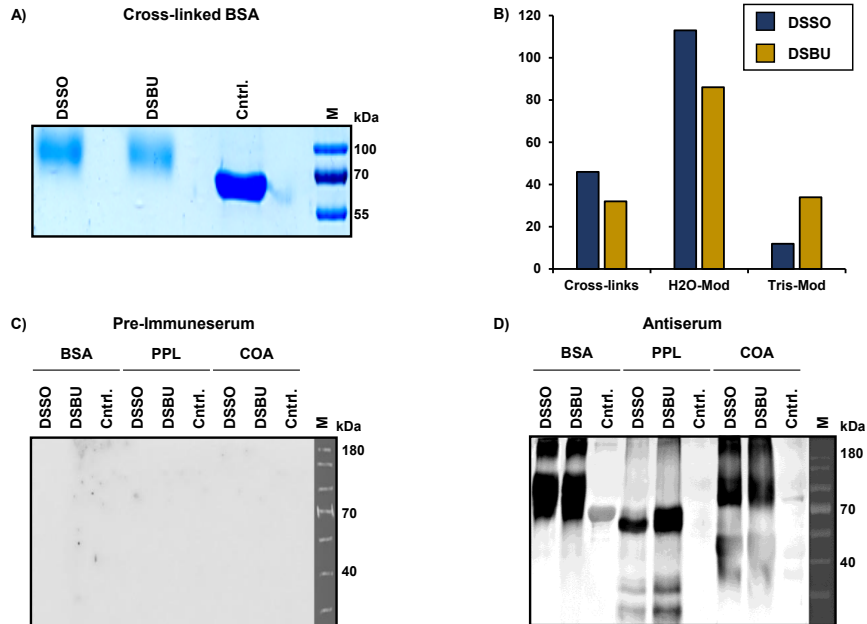 A) Cross-linked BSA
DSSO DSBU Cntrl. M
kDa
100
70
55
B)
DSSO
DSBU
120
100
80
60
40
20
0
Cross-links H2O-Mod Tris-Mod
C) Pre-Immuneserum
BSA PPL COA
DSSO DSBU Cntrl. DSSO DSBU Cntrl. DSSO DSBU Cntrl. M
kDa
180
70
40
D) Antiserum
BSA PPL COA
DSSO DSBU Cntrl. DSSO DSBU Cntrl. DSSO DSBU Cntrl. M
kDa
180
70
40